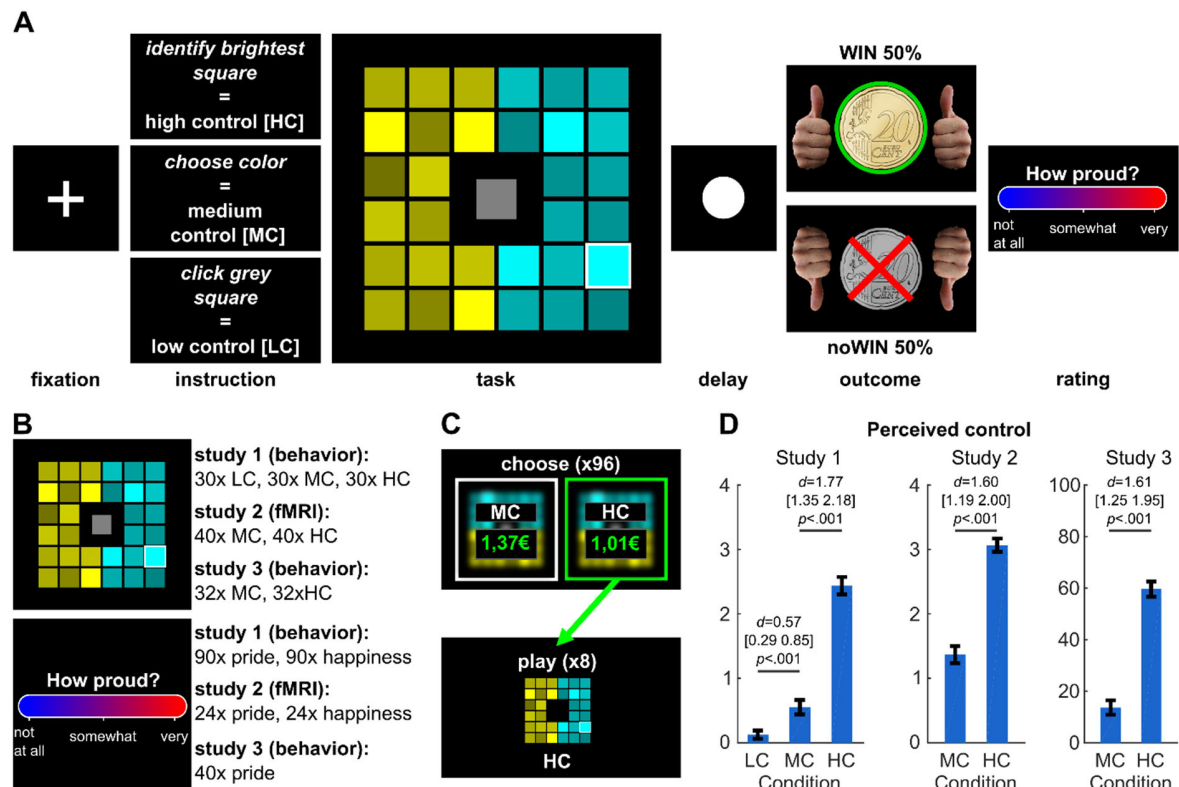 A
identify brightest
square
=
high control [HC]
choose color
=
medium
control [MC]
click grey
square
=
low control [LC]
WIN 50%
20
CENT
noWIN 50%
How proud?
not
at all
somewhat
very
fixation
instruction
task
delay
outcome
rating
B
study 1 (behavior):
30x LC, 30x MC, 30x HC
study 2 (fMRI):
40x MC, 40x HC
study 3 (behavior):
32x MC, 32xHC
How proud?
not
at all
somewhat
very
study 1 (behavior):
90x pride, 90x happiness
study 2 (fMRI):
24x pride, 24x happiness
study 3 (behavior):
40x pride
C
choose (x96)
MC
1,37€
HC
1,01€
play (x8)
HC
D
Perceived control
Study 1
4
3
2
1
0
d=0.57
[0.29 0.85]
p<.001
d=1.77
[1.35 2.18]
p<.001
LC MC HC
Condition
Study 2
4
3
2
1
0
d=1.60
[1.19 2.00]
p<.001
MC HC
Condition
Study 3
100
80
60
40
20
0
d=1.61
[1.25 1.95]
p<.001
MC HC
Condition